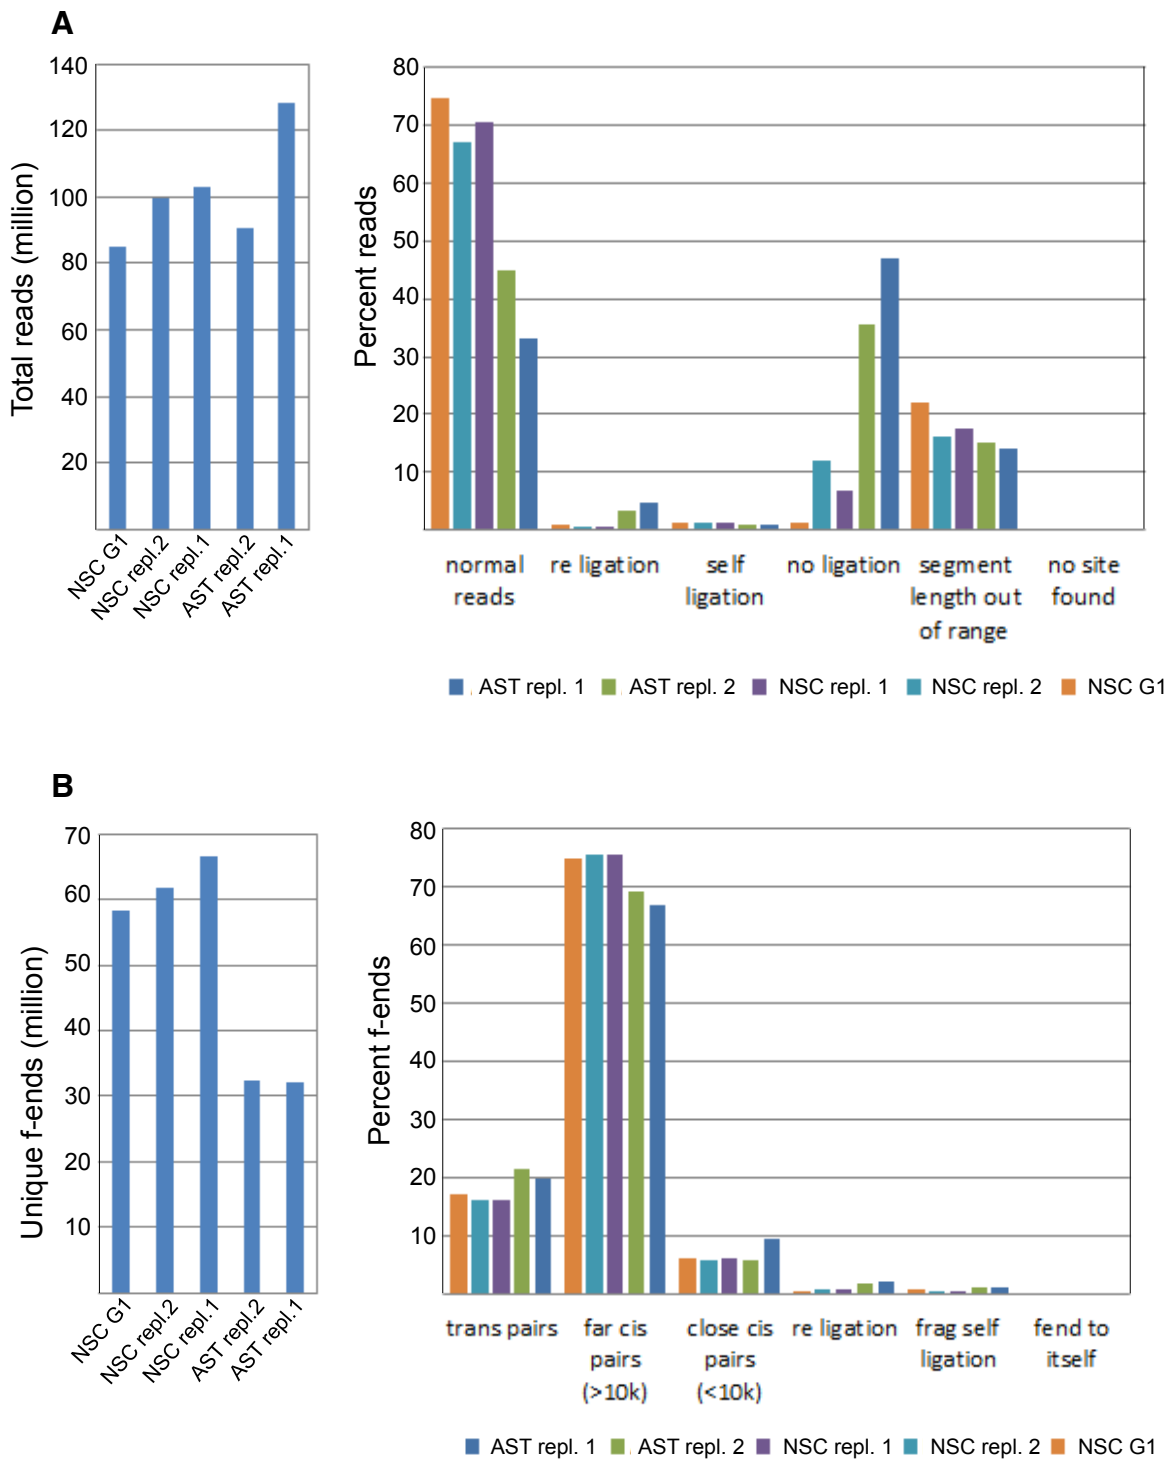 A
Total reads (million)
140
120
100
80
60
40
20
NSC G1
NSC repl.2
NSC repl.1
AST repl.2
AST repl.1
Percent reads
80
70
60
50
40
30
20
10
normal
reads
re ligation
self
ligation
no ligation
segment
length out
of range
no site
found
AST repl. 1
AST repl. 2
NSC repl. 1
NSC repl. 2
NSC G1
B
Unique f-ends (million)
70
60
50
40
30
20
10
NSC G1
NSC repl.2
NSC repl.1
AST repl.2
AST repl.1
Percent f-ends
80
70
60
50
40
30
20
10
trans pairs
far cis
pairs
(>10k)
close cis
pairs
(<10k)
re ligation
frag self
ligation
fend to
itself
AST repl. 1
AST repl. 2
NSC repl. 1
NSC repl. 2
NSC G1